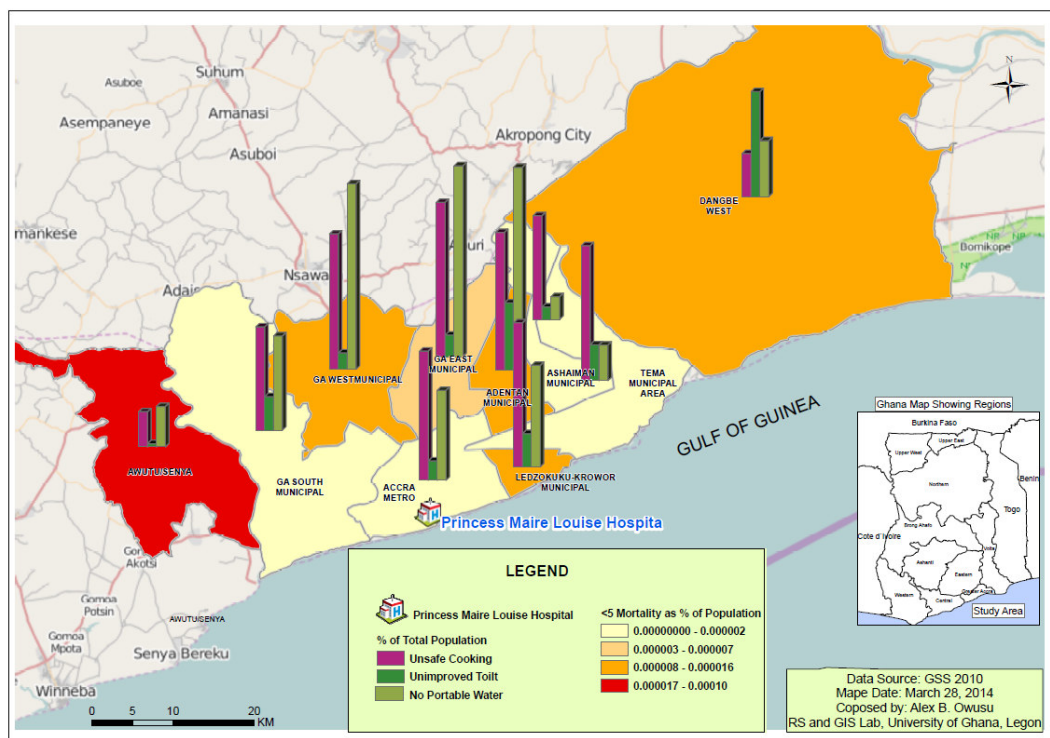 Suhum
Asuboe
Amanasi
Asempaneye
Asuboi
Akropong City
mankese
Nsawa
Adais
Bornikope
DANGBE
WEST
GA WESTMUNICIPAL
GA EAST
MUNICIPAL
ADENTAN
MUNICIPAL
ASHAIMAN
MUNICIPAL
TEMA
MUNICIPAL
AREA
AWUTU/SENYA
GA SOUTH
MUNICIPAL
ACCRA
METRO
LEDZOKUKU-KROWOR
MUNICIPAL
GULF OF GUINEA
Princess Maire Louise Hospita
Akotsi
Gomoa
Potsin
Gomoa
Mpota
AWUTU/SENYA
Senya Bereku
Winneba
0 5 10 20
KM
LEGEND
Princess Maire Louise Hospital
% of Total Population
Unsafe Cooking
Unimproved Toilt
No Portable Water
<5 Mortality as % of Population
0.00000000 - 0.000002
0.000003 - 0.000007
0.000008 - 0.000016
0.000017 - 0.00010
Ghana Map Showing Regions
Burkina Faso
Upper East
Upper West
Northern
Benin
Togo
Brong Ahafo
Cote d'Ivoire
Volta
Ashanti
Eastern
Western
Central
Greater Accra
Study Area
Data Source: GSS 2010
Mape Date: March 28, 2014
Coposed by: Alex B. Owusu
RS and GIS Lab, University of Ghana, Legon